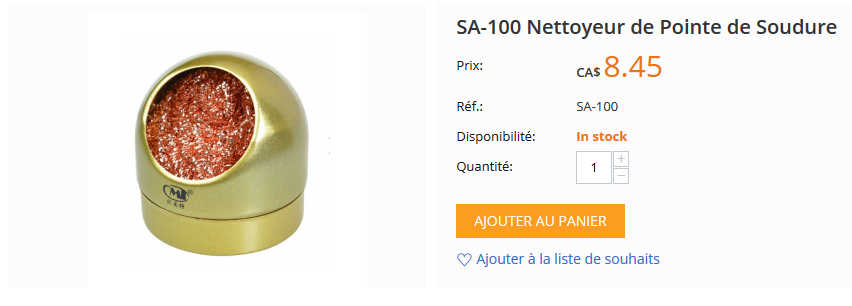 SA-100 Nettoyeur de Pointe de Soudure
Prix:
CA$ 8.45
Réf.:
SA-100
Disponibilité:
In stock
Quantité:
1
+
−
AJOUTER AU PANIER
Ajouter à la liste de souhaits